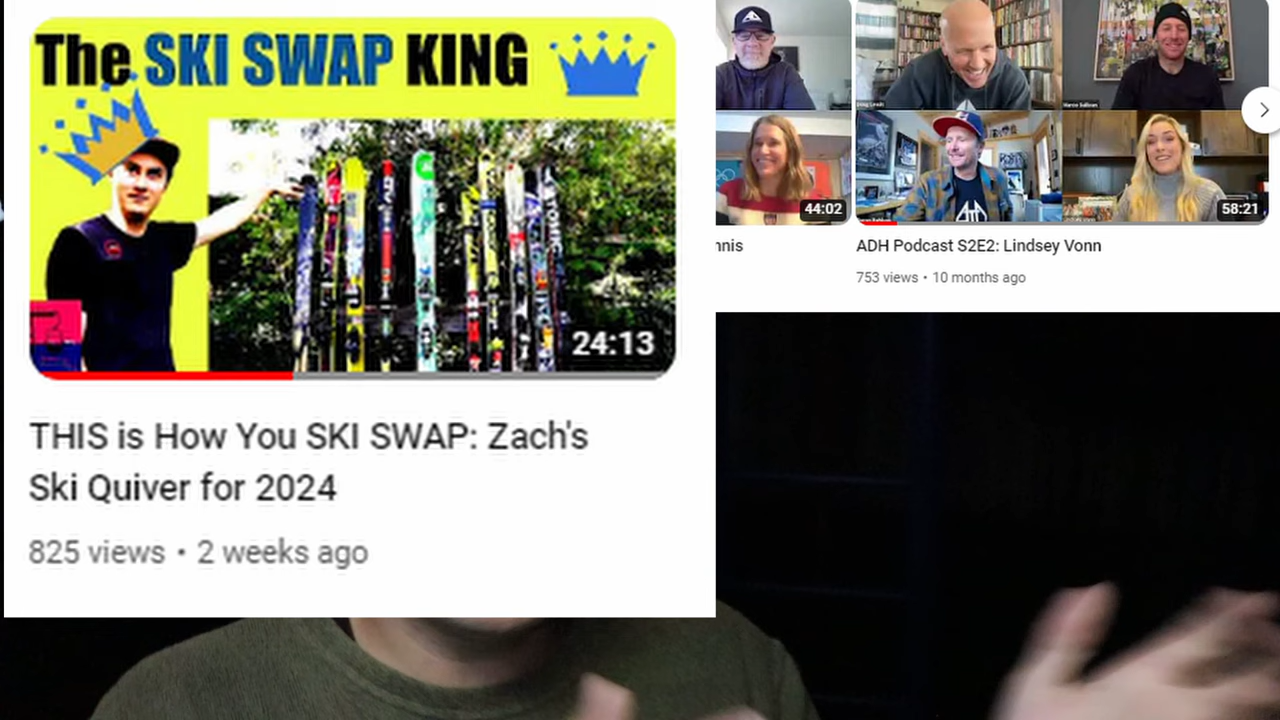 The SKI SWAP KING
24:13
THIS is How You SKI SWAP: Zach's
Ski Quiver for 2024
825 views • 2 weeks ago
44:02
58:21
nnis
ADH Podcast S2E2: Lindsey Vonn
753 views • 10 months ago